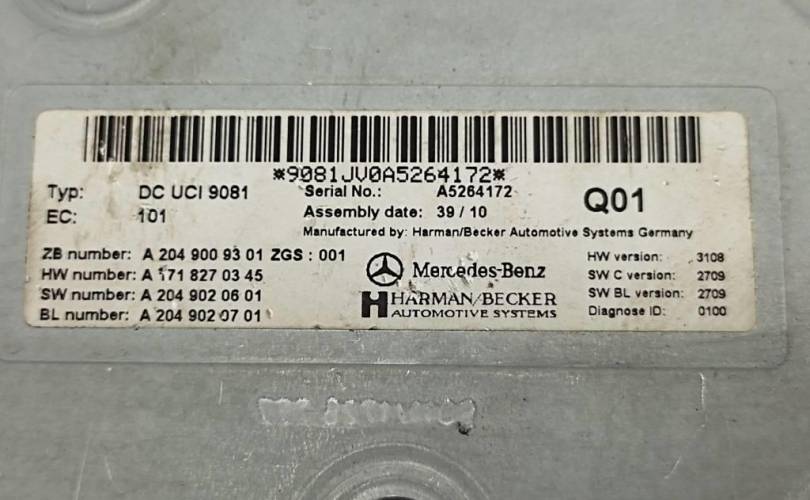 *9081JV0A5264172*
Typ: DC UCI 9081 Serial No.: A5264172
EC: 101 Assembly date: 39 / 10 Q01
Manufactured by: Harman/Becker Automotive Systems Germany
ZB number: A 204 900 93 01 ZGS : 001
HW number: A 171 827 03 45
SW number: A 204 902 06 01
BL number: A 204 902 07 01
Mercedes-Benz
HARMAN/BECKER
AUTOMOTIVE SYSTEMS
HW version: 3108
SW C version: 2709
SW BL version: 2709
Diagnose ID: 0100